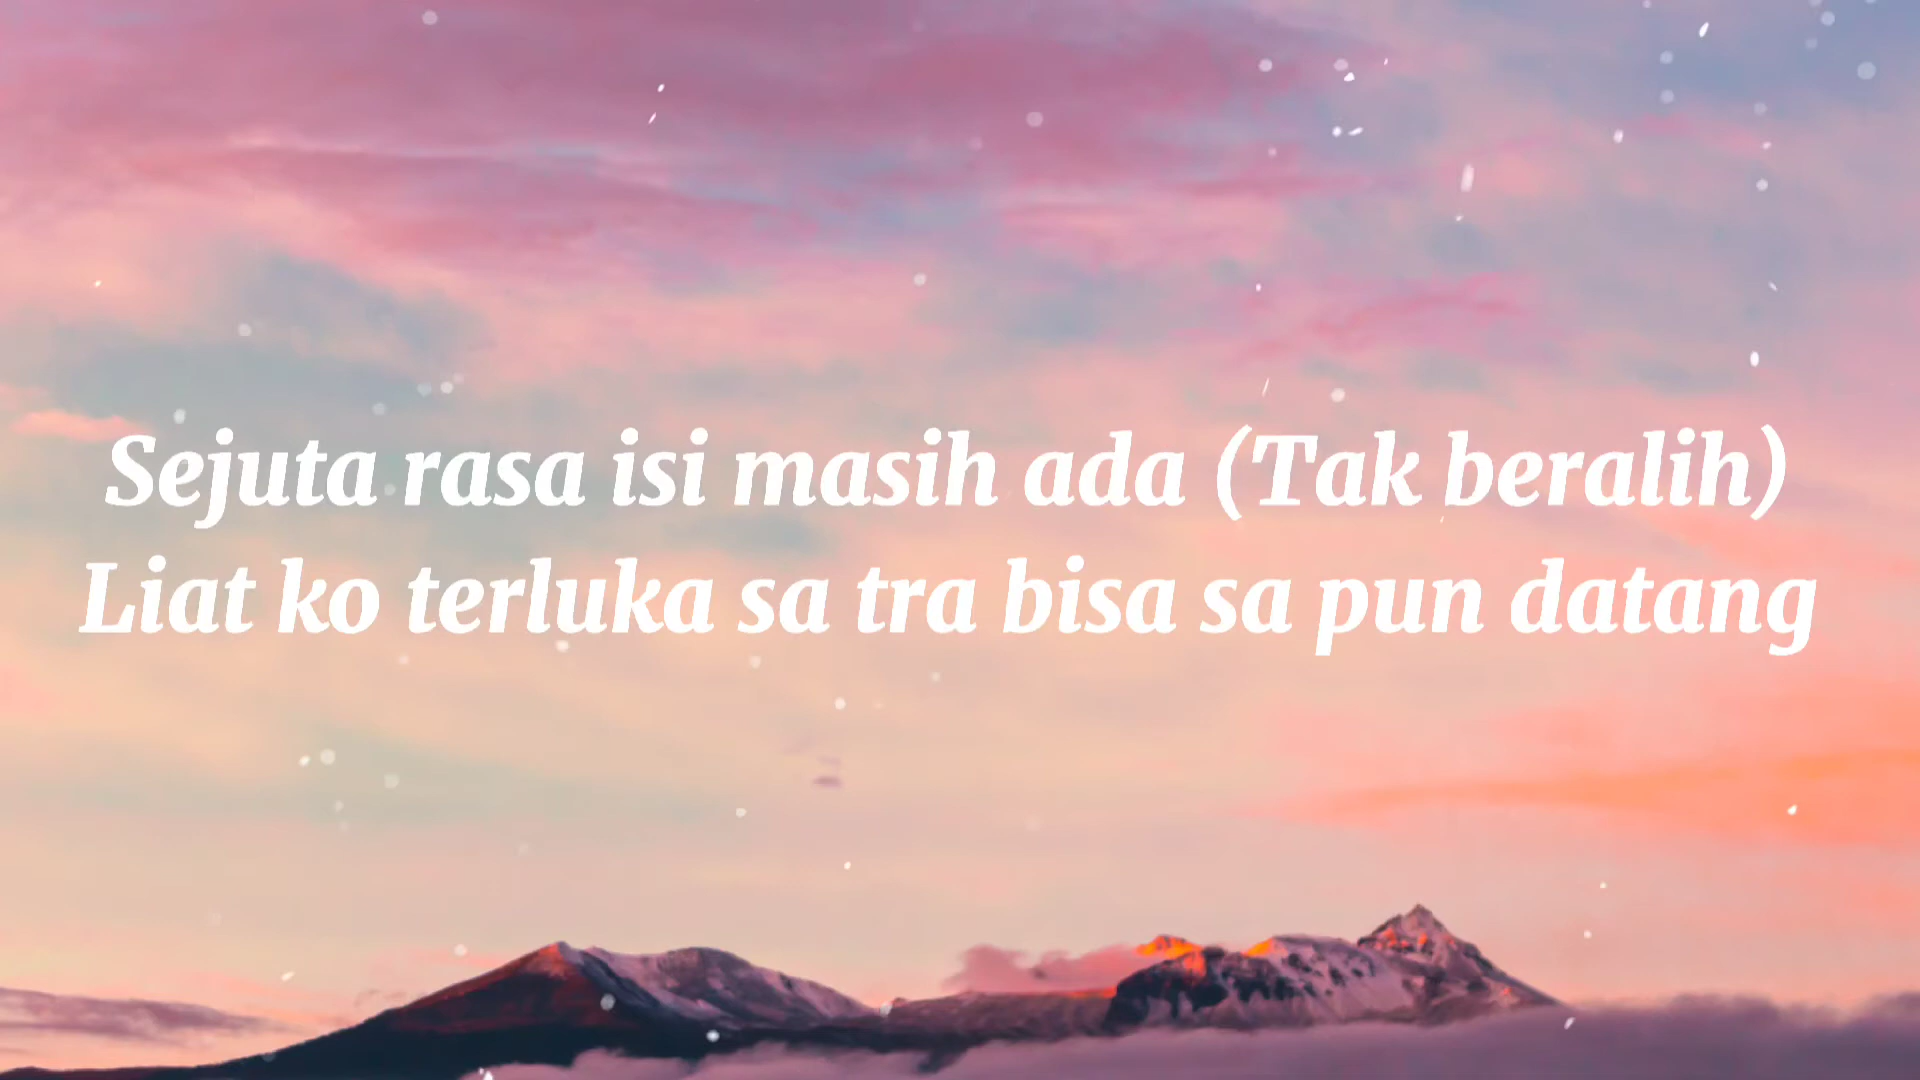 Sejuta rasa isi masih ada (Tak beralih)
Liat ko terluka sa tra bisa sa pun datang